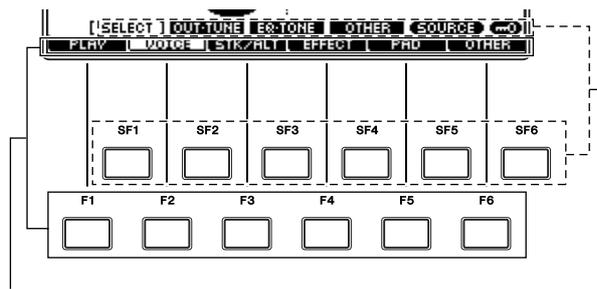 SELECT OUT-TUNE EQ-TONE OTHER SOURCE
PLAY VOICE STK/ALT EFFECT PAD OTHER
SF1 SF2 SF3 SF4 SF5 SF6
F1 F2 F3 F4 F5 F6